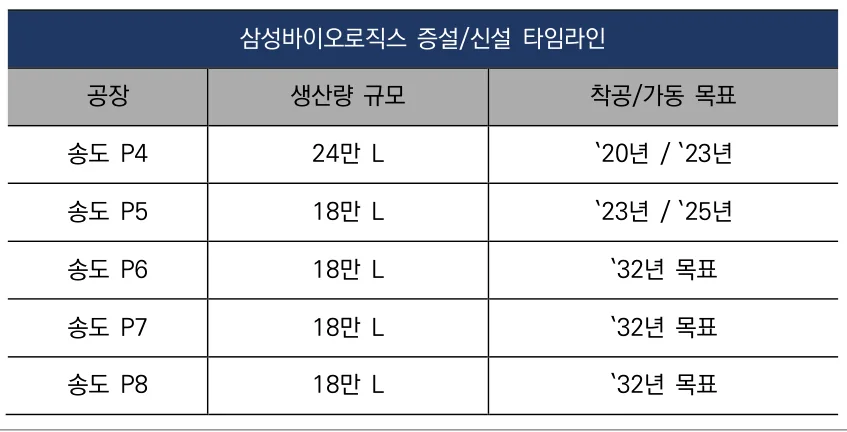 삼성바이오로직스 증설/신설 타임라인
공장 생산량 규모 착공/가동 목표
송도 P4 24만 L `20년 / `23년
송도 P5 18만 L `23년 / `25년
송도 P6 18만 L `32년 목표
송도 P7 18만 L `32년 목표
송도 P8 18만 L `32년 목표